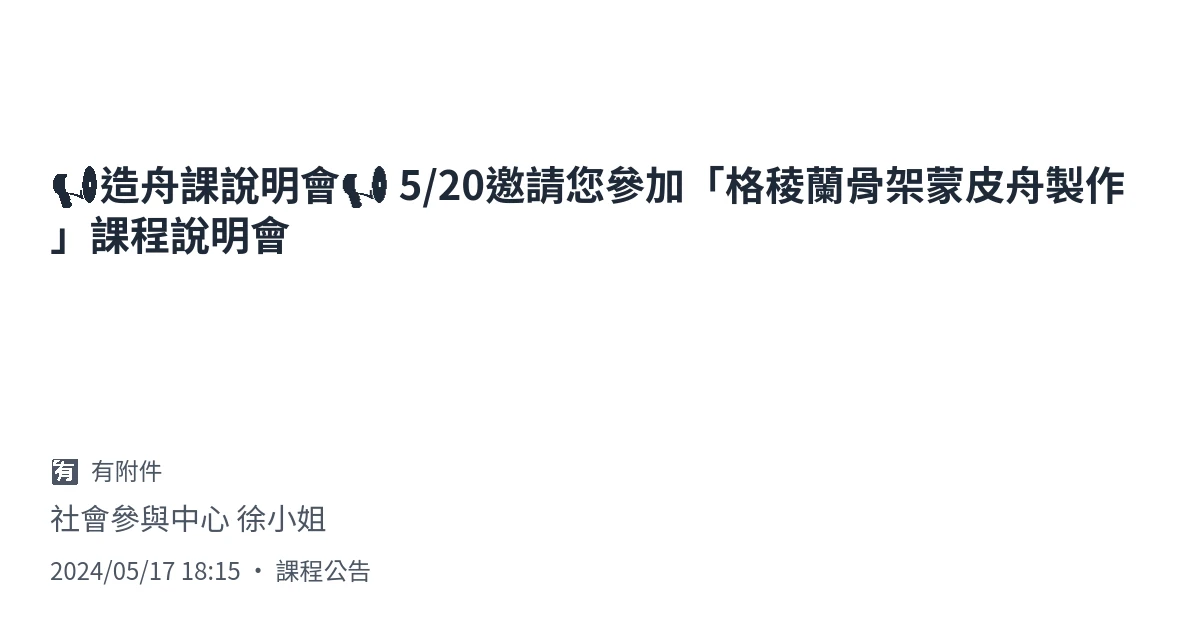 📢造舟課說明會📢 5/20邀請您參加「格稜蘭骨架蒙皮舟製作
」課程說明會
🈶 有附件
社會參與中心 徐小姐
2024/05/17 18:15 · 課程公告